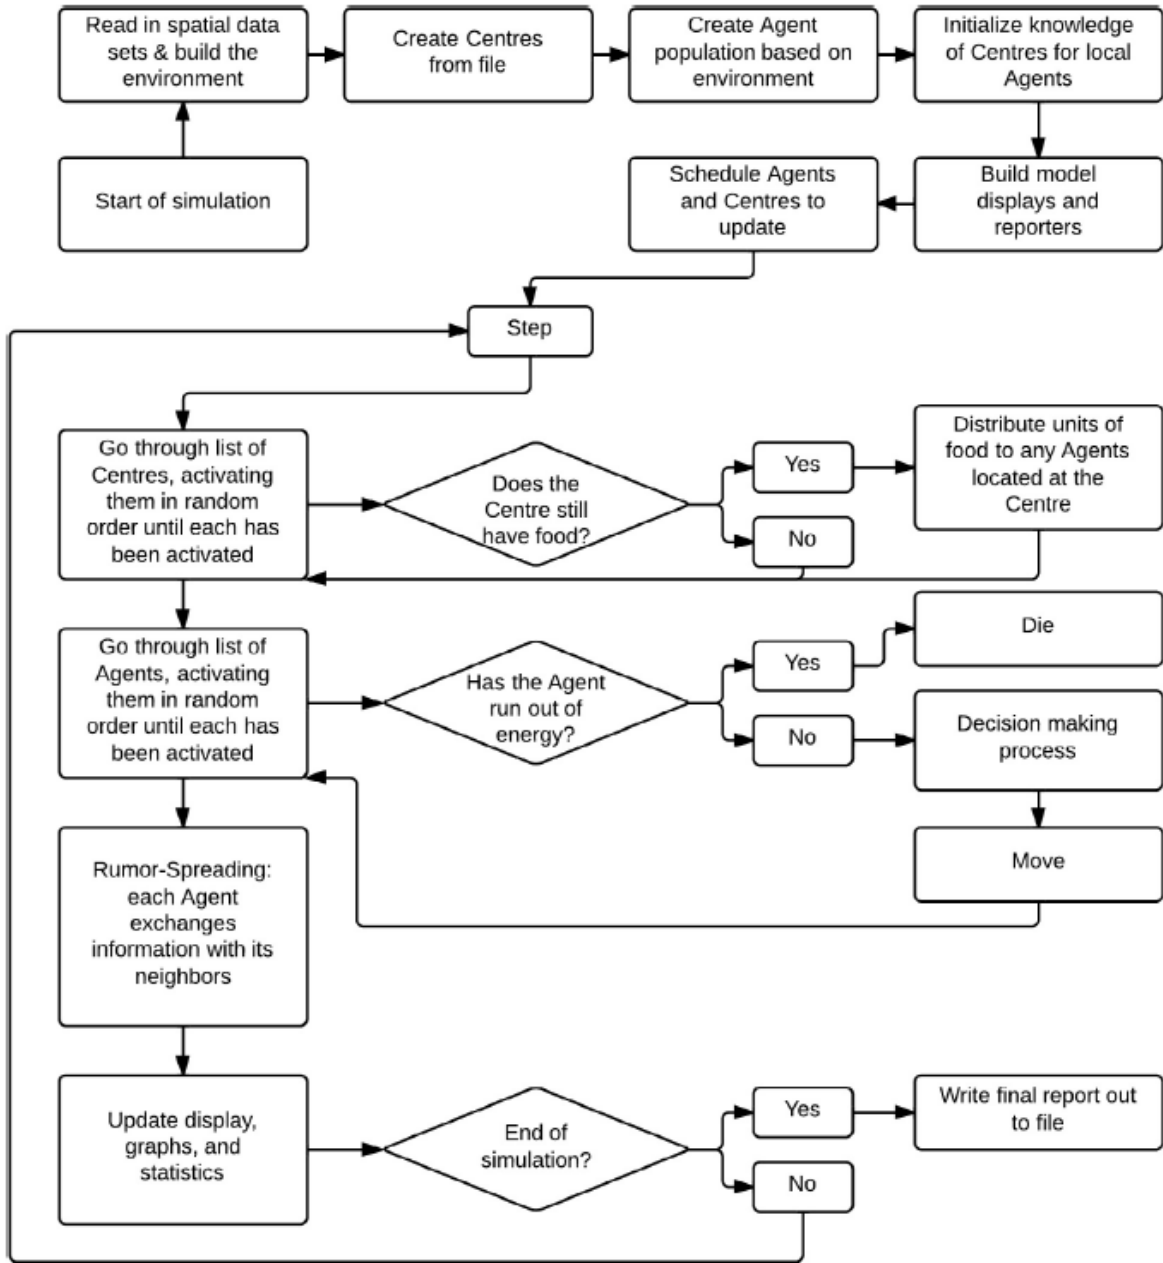 Read in spatial data
sets & build the
environment
Create Centres
from file
Create Agent
population based on
environment
Initialize knowledge
of Centres for local
Agents
Start of simulation
Schedule Agents
and Centres to
update
Build model
displays and
reporters
Step
Go through list of
Centres, activating
them in random
order until each has
been activated
Does the
Centre still
have food?
Yes
No
Distribute units of
food to any Agents
located at the
Centre
Go through list of
Agents, activating
them in random
order until each has
been activated
Has the Agent
run out of
energy?
Yes
No
Die
Decision making
process
Move
Rumor-Spreading:
each Agent
exchanges
information with its
neighbors
Update display,
graphs, and
statistics
End of
simulation?
Yes
No
Write final report out
to file